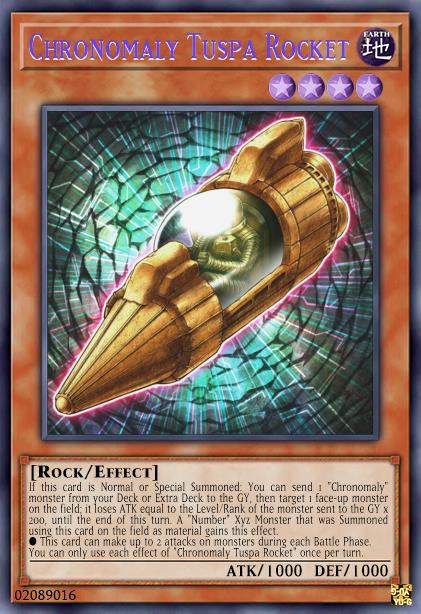 CHRONOMALY TUSPA ROCKET
EARTH
地
[ROCK/EFFECT]
If this card is Normal or Special Summoned: You can send 1 "Chronomaly"
monster from your Deck or Extra Deck to the GY, then target 1 face-up monster
on the field; it loses ATK equal to the Level/Rank of the monster sent to the GY x
200, until the end of this turn. A "Number" Xyz Monster that was Summoned
using this card on the field as material gains this effect.
● This card can make up to 2 attacks on monsters during each Battle Phase.
You can only use each effect of "Chronomaly Tuspa Rocket" once per turn.
ATK/1000 DEF/1000
02089016